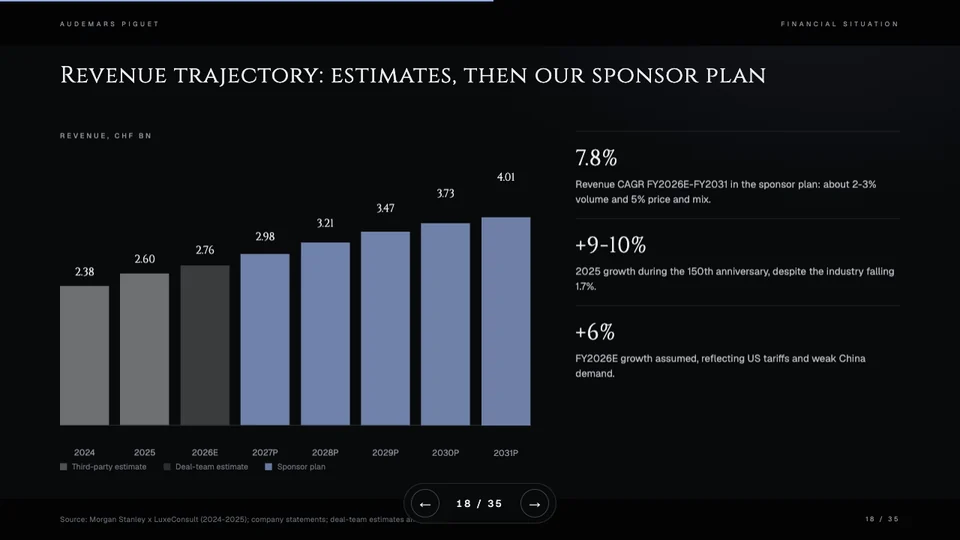 AUDEMARS PIGUET
FINANCIAL SITUATION
Revenue trajectory: estimates, then our sponsor plan
REVENUE, CHF BN
2.38
2.60
2.76
2.98
3.21
3.47
3.73
4.01
2024
2025
2026E
2027P
2028P
2029P
2030P
2031P
Third-party estimate
Deal-team estimate
Sponsor plan
7.8%
Revenue CAGR FY2026E-FY2031 in the sponsor plan: about 2-3%
volume and 5% price and mix.
+9-10%
2025 growth during the 150th anniversary, despite the industry falling
1.7%.
+6%
FY2026E growth assumed, reflecting US tariffs and weak China
demand.
Source: Morgan Stanley x LuxeConsult (2024-2025); company statements; deal-team estimates
← 18 / 35 →
18 / 35